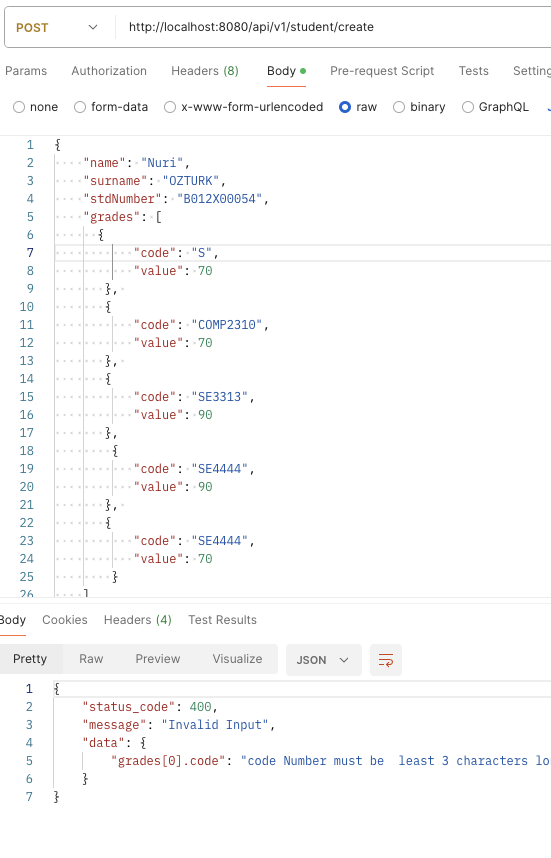 POST http://localhost:8080/api/v1/student/create
Params Authorization Headers (8) Body Pre-request Script Tests
none form-data x-www-form-urlencoded raw binary GraphQL
1 {
2 "name": "Nuri",
3 "surname": "OZTURK",
4 "stdNumber": "B012X00054",
5 "grades": [
6 {
7 "code": "S",
8 "value": 70
9 },
10 {
11 "code": "COMP2310",
12 "value": 70
13 },
14 {
15 "code": "SE3313",
16 "value": 90
17 },
18 {
19 "code": "SE4444",
20 "value": 90
21 },
22 {
23 "code": "SE4444",
24 "value": 70
25 }
26 ]
Body Cookies Headers (4) Test Results
Pretty Raw Preview Visualize JSON
1 {
2 "status_code": 400,
3 "message": "Invalid Input",
4 "data": {
5 "grades[0].code": "code Number must be  least 3 characters lo
6 }
7 }